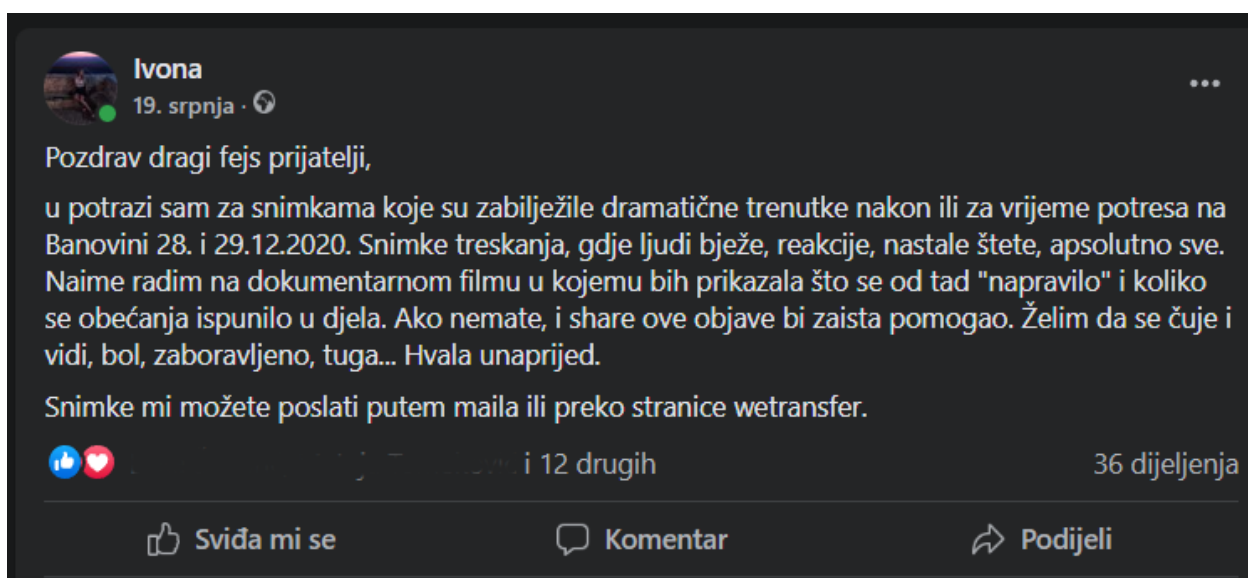 Ivona
19. srpnja ·
Pozdrav dragi fejs prijatelji,
u potrazi sam za snimkama koje su zabilježile dramatične trenutke nakon ili za vrijeme potresa na
Banovini 28. i 29.12.2020. Snimke treskanja, gdje ljudi bježe, reakcije, nastale štete, apsolutno sve.
Naime radim na dokumentarnom filmu u kojemu bih prikazala što se od tad "napravilo" i koliko
se obećanja ispunilo u djela. Ako nemate, i share ove objave bi zaista pomogao. Želim da se čuje i
vidi, bol, zaboravljeno, tuga... Hvala unaprijed.
Snimke mi možete poslati putem maila ili preko stranice wetransfer.
i 12 drugih
36 dijeljenja
Sviđa mi se
Komentar
Podijeli